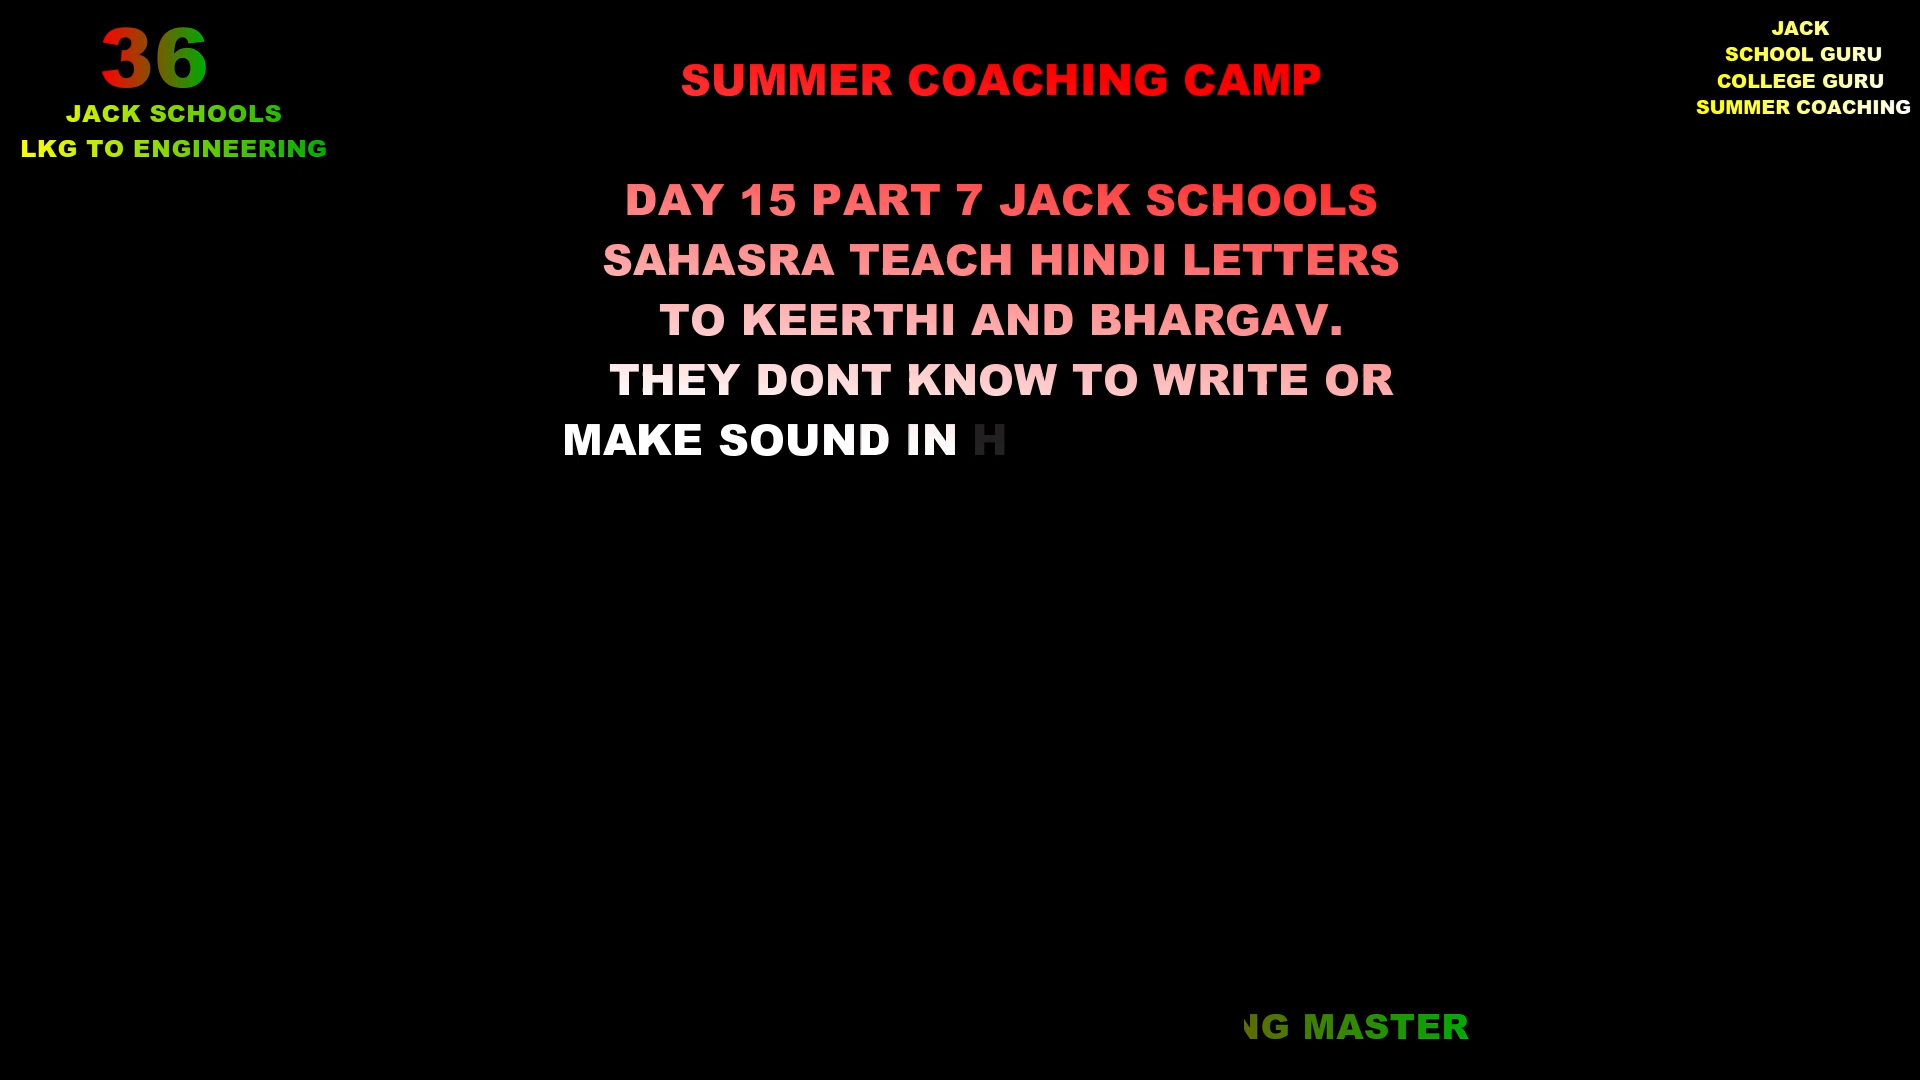 36
JACK SCHOOLS
LKG TO ENGINEERING
JACK
SCHOOL GURU
COLLEGE GURU
SUMMER COACHING
SUMMER COACHING CAMP
DAY 15 PART 7 JACK SCHOOLS
SAHASRA TEACH HINDI LETTERS
TO KEERTHI AND BHARGAV.
THEY DONT KNOW TO WRITE OR
MAKE SOUND IN H
MASTER